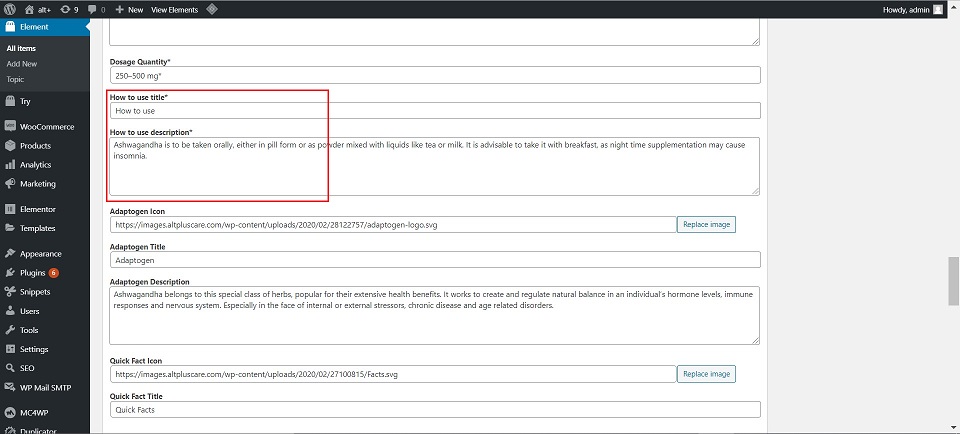 alt+ 9 0 New View Elements Howdy, admin
Element
All items
Add New
Topic
Try
WooCommerce
Products
Analytics
Marketing
Elementor
Templates
Appearance
Plugins 6
Snippets
Users
Tools
Settings
SEO
WP Mail SMTP
MC4WP
Duplicator
Dosage Quantity*
250–500 mg*
How to use title*
How to use
How to use description*
Ashwagandha is to be taken orally, either in pill form or as powder mixed with liquids like tea or milk. It is advisable to take it with breakfast, as night time supplementation may cause
insomnia.
Adaptogen Icon
https://images.altpluscare.com/wp-content/uploads/2020/02/28122757/adaptogen-logo.svg Replace image
Adaptogen Title
Adaptogen
Adaptogen Description
Ashwagandha belongs to this special class of herbs, popular for their extensive health benefits. It works to create and regulate natural balance in an individual's hormone levels, immune
responses and nervous system. Especially in the face of internal or external stressors, chronic disease and age related disorders.
Quick Fact Icon
https://images.altpluscare.com/wp-content/uploads/2020/02/27100815/Facts.svg Replace image
Quick Fact Title
Quick Facts